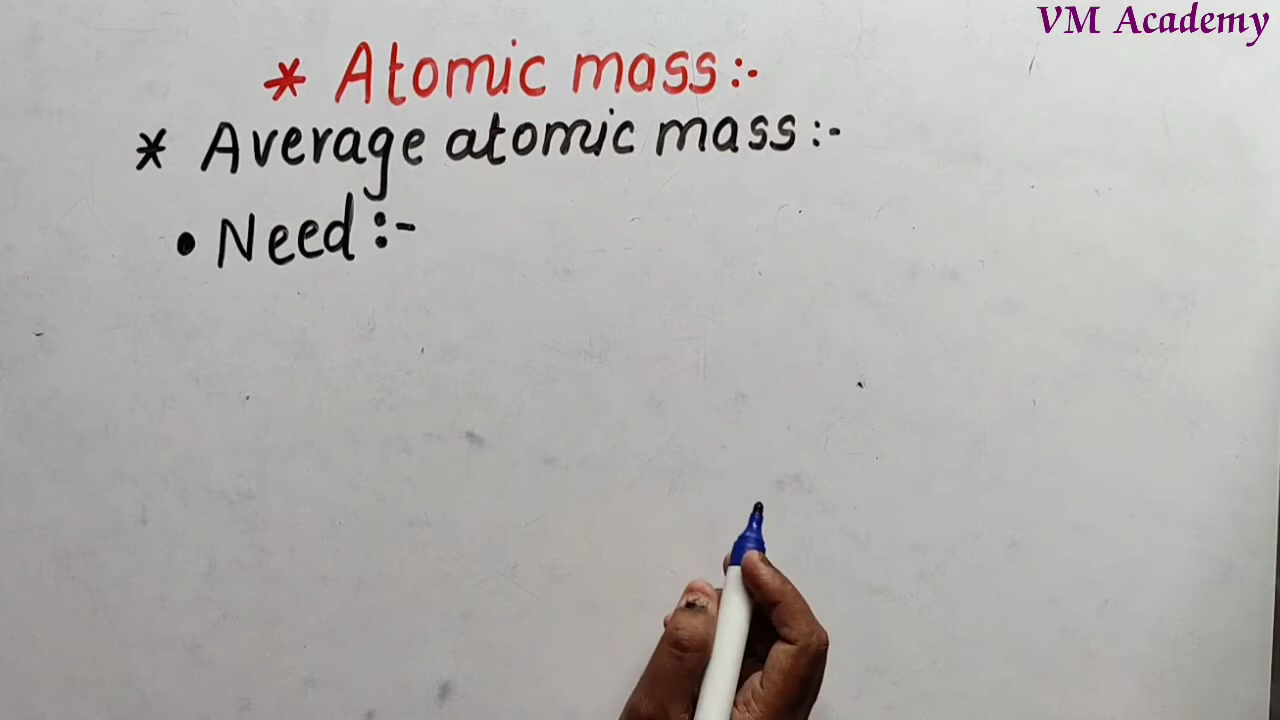 VM Academy
* Atomic mass:-
* Average atomic mass:-
• Need:-